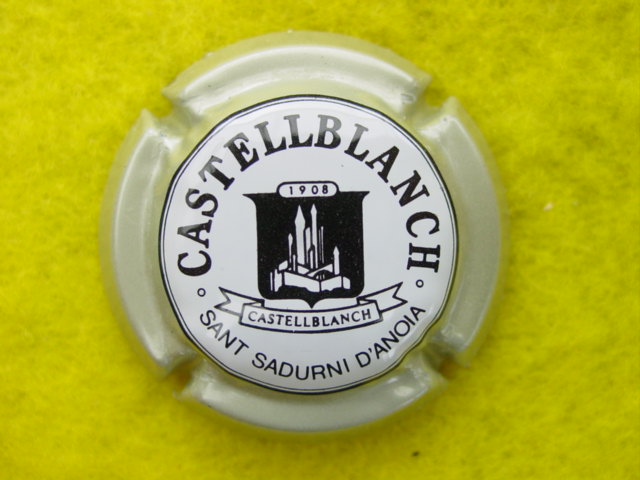 CASTELLBLANCH
1908
CASTELLBLANCH
SANT SADURNI D'ANOIA